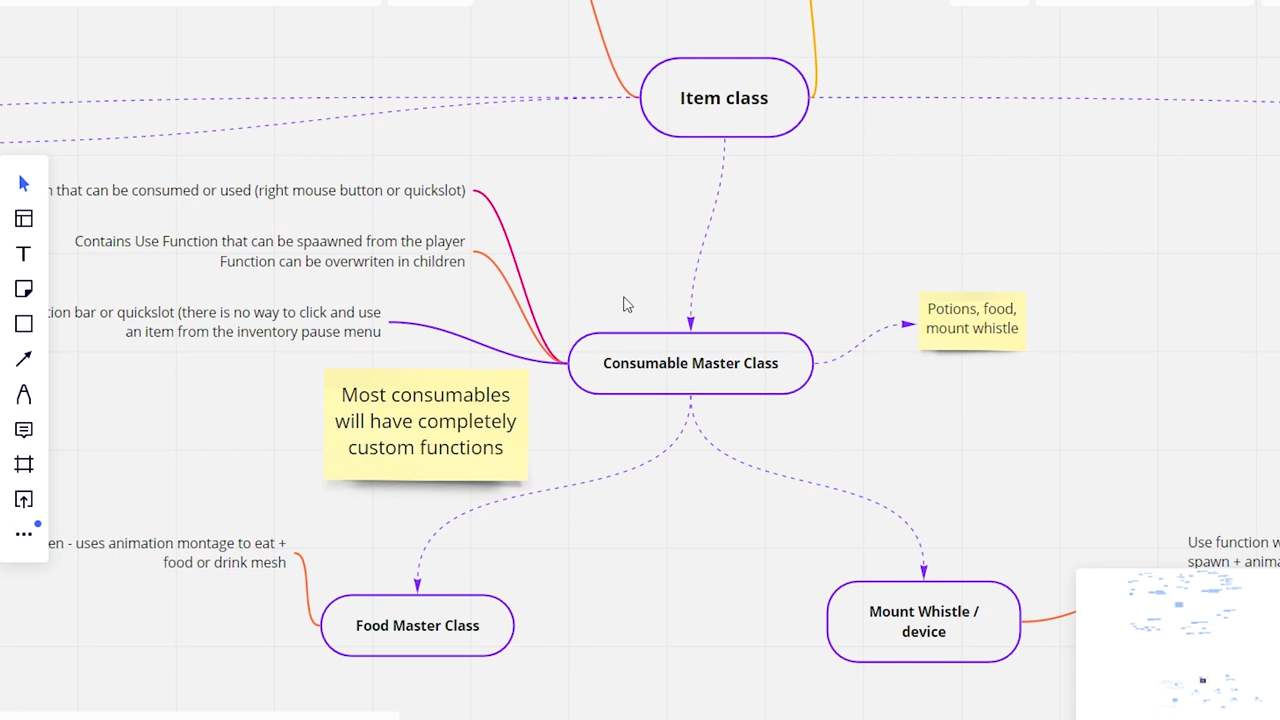 Item class
that can be consumed or used (right mouse button or quickslot)
Contains Use Function that can be spaawned from the player
Function can be overwriten in children
bar or quickslot (there is no way to click and use
an item from the inventory pause menu
Potions, food,
mount whistle
Consumable Master Class
Most consumables
will have completely
custom functions
- uses animation montage to eat +
food or drink mesh
Food Master Class
Mount Whistle /
device
Use function
spawn +